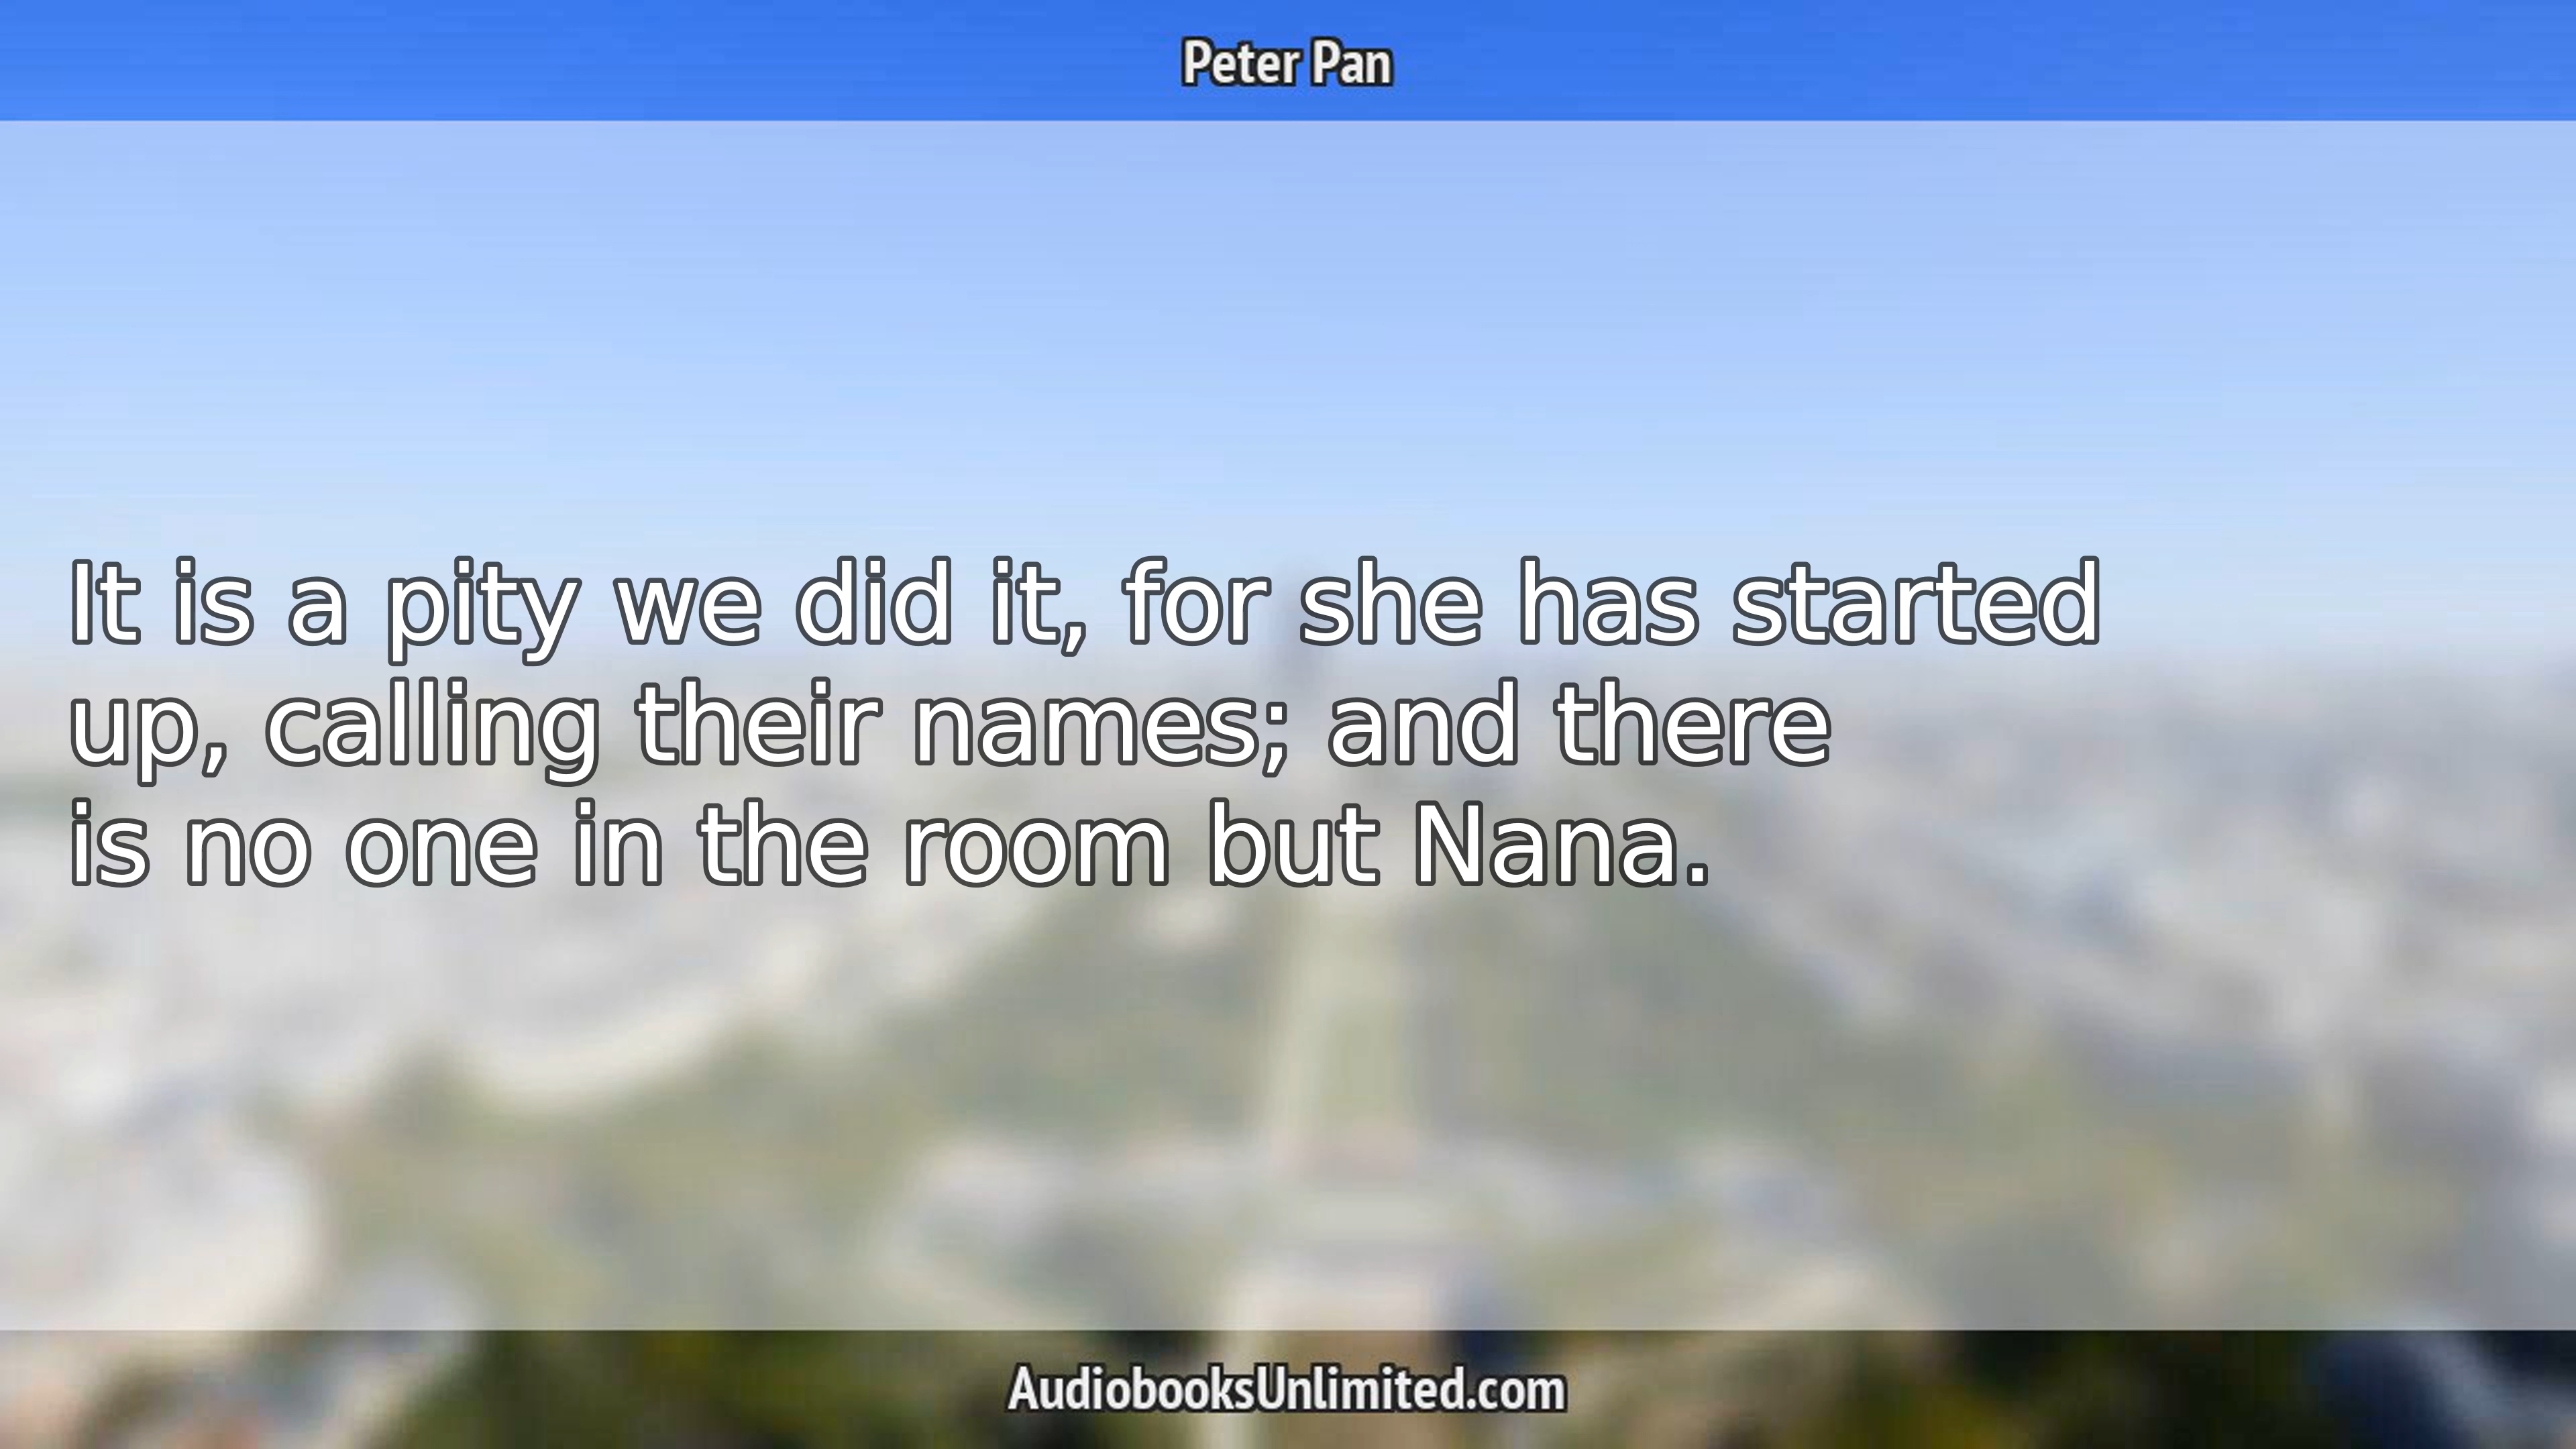 Peter Pan
It is a pity we did it, for she has started
up, calling their names; and there
is no one in the room but Nana.
AudiobooksUnlimited.com